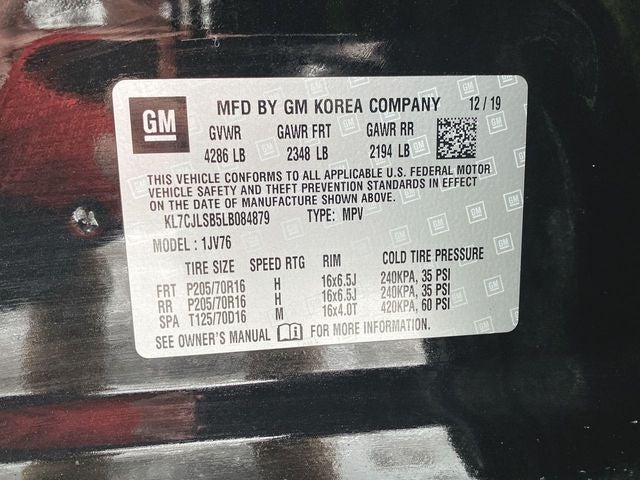 GM MFD BY GM KOREA COMPANY 12/19
GVWR GAWR FRT GAWR RR
4286 LB 2348 LB 2194 LB
THIS VEHICLE CONFORMS TO ALL APPLICABLE U.S. FEDERAL MOTOR
VEHICLE SAFETY AND THEFT PREVENTION STANDARDS IN EFFECT
ON THE DATE OF MANUFACTURE SHOWN ABOVE.
KL7CJLSB5LB084879 TYPE: MPV
MODEL : 1JV76
TIRE SIZE SPEED RTG RIM COLD TIRE PRESSURE
FRT P205/70R16 H 16x6.5J 240KPA, 35 PSI
RR P205/70R16 H 16x6.5J 240KPA, 35 PSI
SPA T125/70D16 M 16x4.0T 420KPA, 60 PSI
SEE OWNER'S MANUAL FOR MORE INFORMATION.